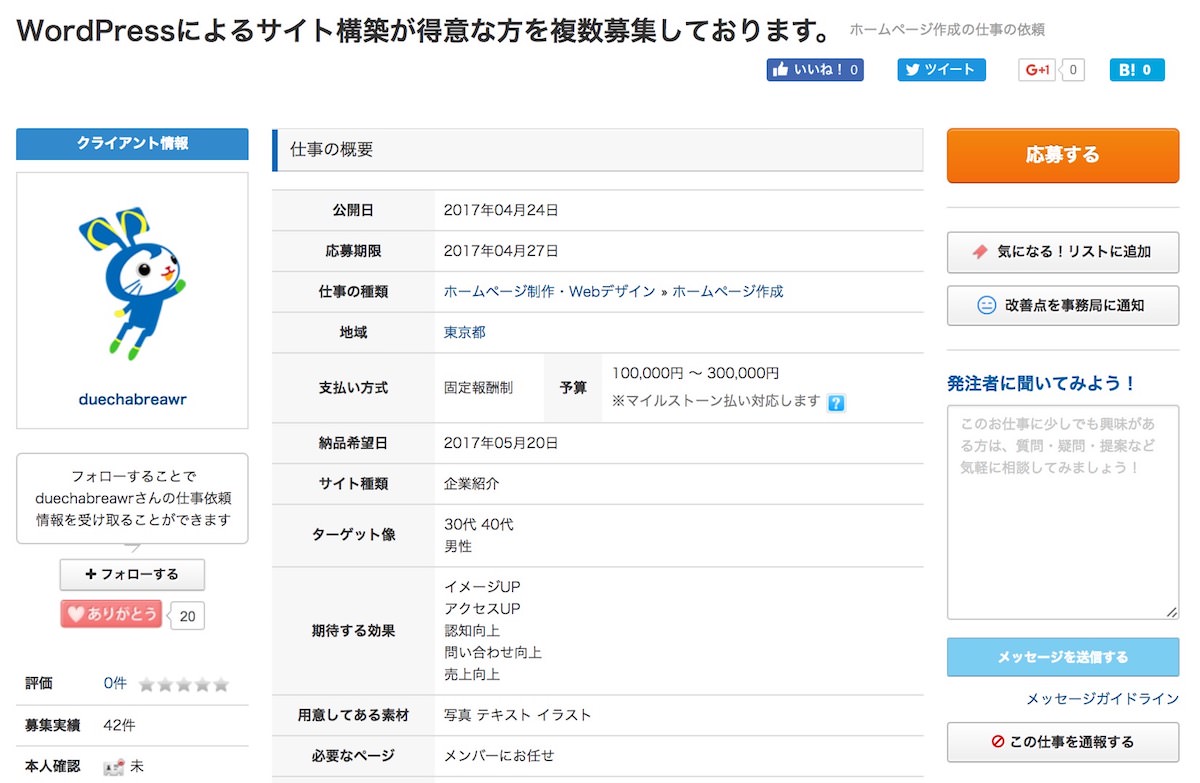 WordPressによるサイト構築が得意な方を複数募集しております。 ホームページ作成の仕事の依頼
いいね！ 0 ツイート G+1 0 B! 0
クライアント情報
duechabreawr
フォローすることで
duechabreawrさんの仕事依頼
情報を受け取ることができます
+フォローする
ありがとう 20
評価 0件
募集実績 42件
本人確認 未
仕事の概要
公開日 2017年04月24日
応募期限 2017年04月27日
仕事の種類 ホームページ制作・Webデザイン » ホームページ作成
地域 東京都
支払い方式 固定報酬制 予算 100,000円 〜 300,000円
※マイルストーン払い対応します ?
納品希望日 2017年05月20日
サイト種類 企業紹介
ターゲット像 30代 40代
男性
期待する効果 イメージUP
アクセスUP
認知向上
問い合わせ向上
売上向上
用意してある素材 写真 テキスト イラスト
必要なページ メンバーにお任せ
応募する
気になる！リストに追加
改善点を事務局に通知
発注者に聞いてみよう！
このお仕事に少しでも興味があ
る方は、質問・疑問・提案など
気軽に相談してみましょう！
メッセージを送信する
メッセージガイドライン
この仕事を通報する